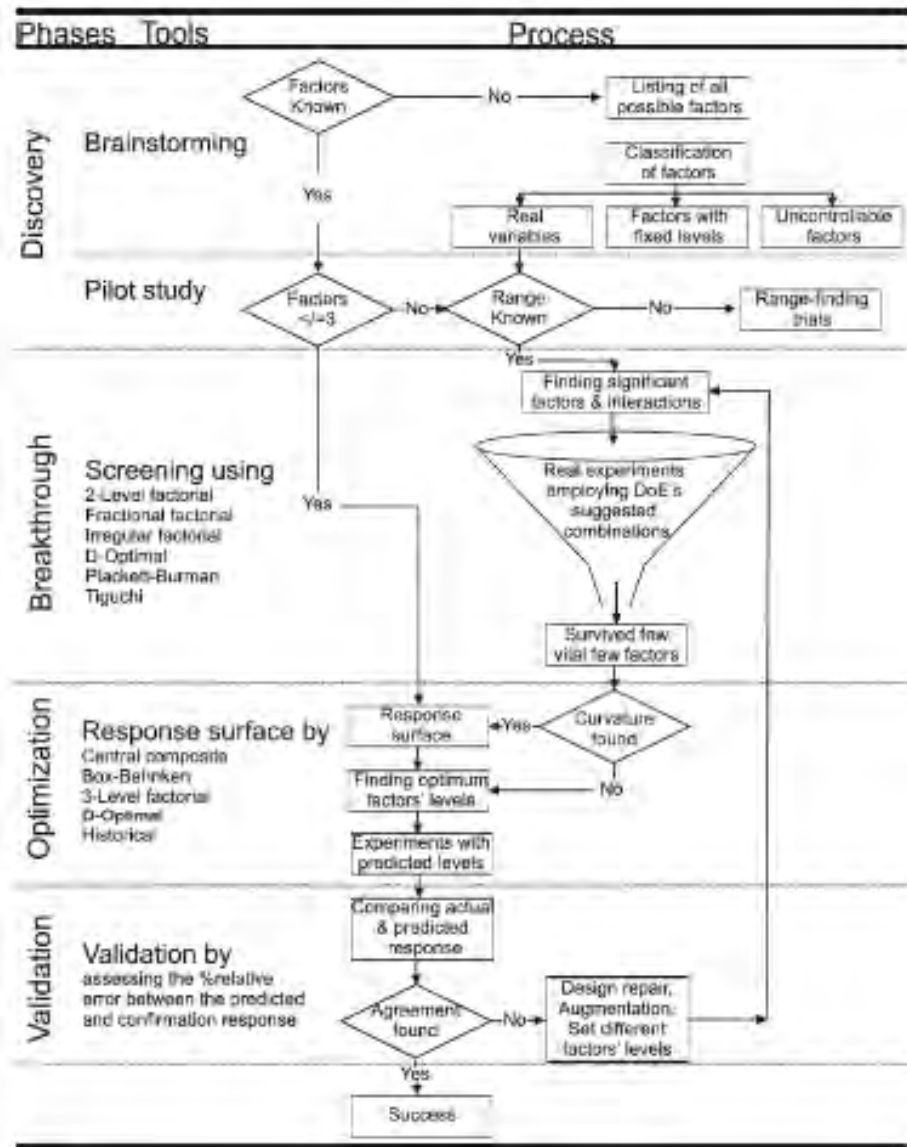 Phases Tools Process
Discovery
Brainstorming
Factors
Known
No
Listing of all
possible factors
Yes
Classification
of factors
Real
variables
Factors with
fixed levels
Uncontrollable
factors
Pilot study
Factors
</=3
No
Range
Known
No
Range-finding
trials
Yes
Breakthrough
Finding significant
factors & interactions
Screening using
2-Level factorial
Fractional factorial
Irregular factorial
D-Optimal
Plackett-Burman
Tiguchi
Yes
Real experiments
employing DoE's
suggested
combinations
Survived few
vital few factors
Optimization
Response surface by
Central composite
Box-Behnken
3-Level factorial
D-Optimal
Historical
Response
surface
Yes
Curvature
found
No
Finding optimum
factors' levels
Experiments with
predicted levels
Validation
Validation by
assessing the %relative
error between the predicted
and confirmation response
Comparing actual
& predicted
response
Agreement
found
No
Design repair,
Augmentation,
Set different
factors' levels
Yes
Success